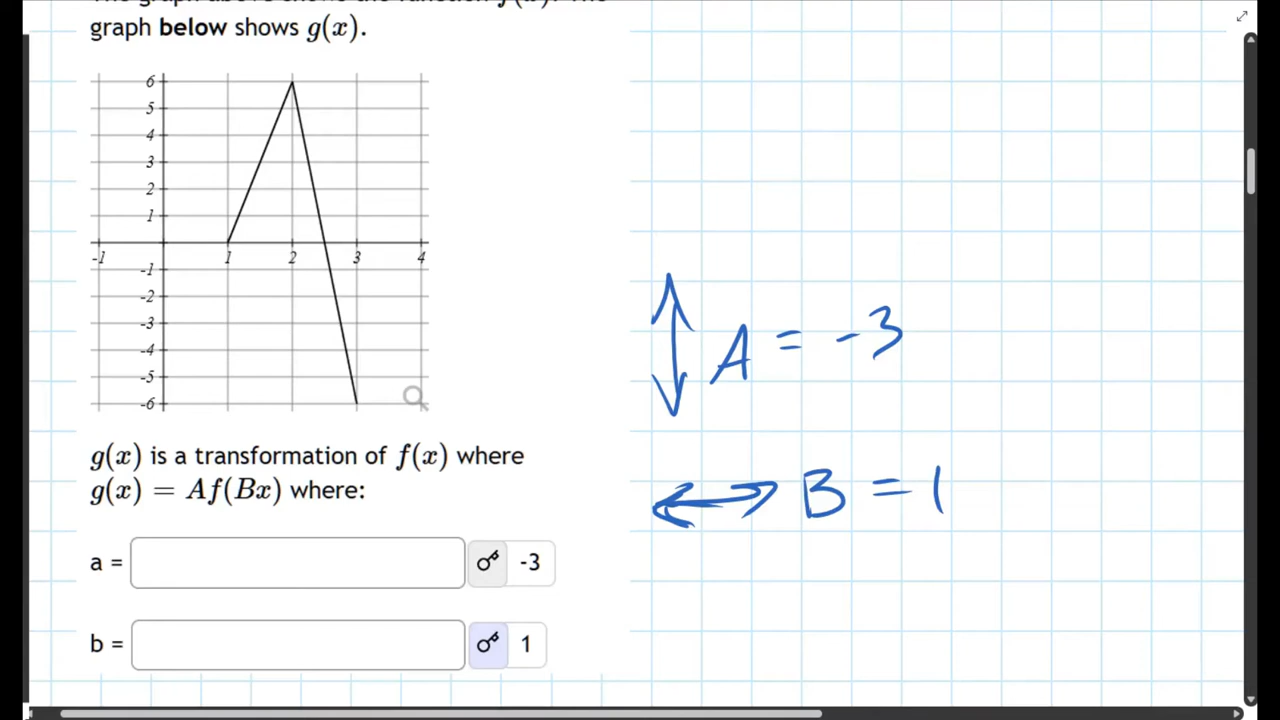 graph below shows g(x).
6
5
4
3
2
1
-1 1 2 3 4
-1
-2
-3
-4
-5
-6
A = -3
g(x) is a transformation of f(x) where
g(x) = Af(Bx) where:
B = 1
a = -3
b = 1